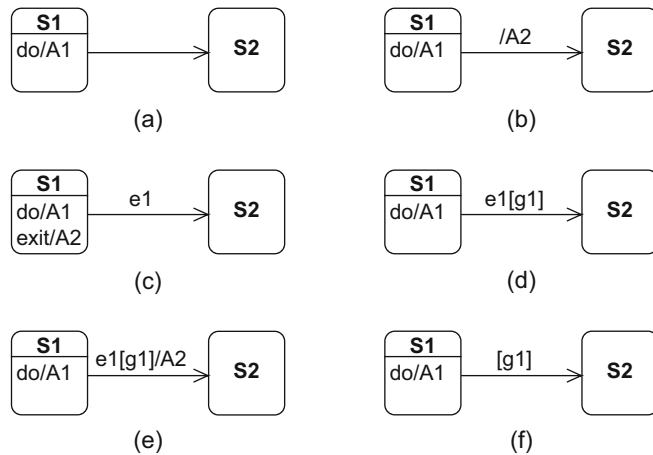 S1
do/A1
S2
(a)
S1
do/A1
/A2
S2
(b)
S1
do/A1
exit/A2
e1
S2
(c)
S1
do/A1
e1[g1]
S2
(d)
S1
do/A1
e1[g1]/A2
S2
(e)
S1
do/A1
[g1]
S2
(f)